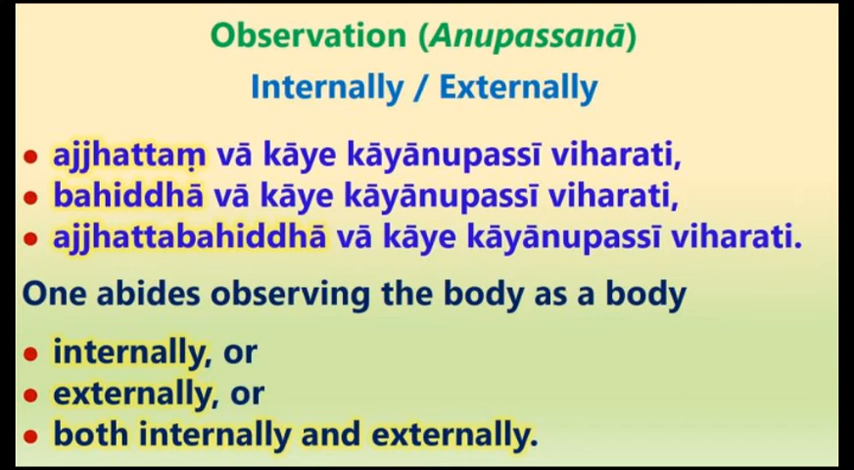 Observation (Anupassanā)
Internally / Externally
• ajjhattaṃ vā kāye kāyānupassī viharati,
• bahiddhā vā kāye kāyānupassī viharati,
• ajjhattabahiddhā vā kāye kāyānupassī viharati.
One abides observing the body as a body
• internally, or
• externally, or
• both internally and externally.